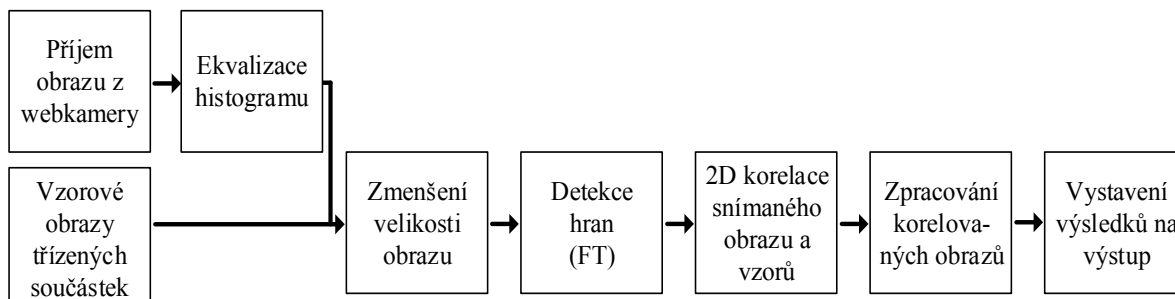 Příjem
obrazu z
webkamery
Ekvalizace
histogramu
Vzorové
obrazy
třízených
součástek
Zmenšení
velikosti
obrazu
Detekce
hran
(FT)
2D korelace
snímaného
obrazu a
vzorů
Zpracování
korelova-
ných obrazů
Vystavení
výsledků na
výstup